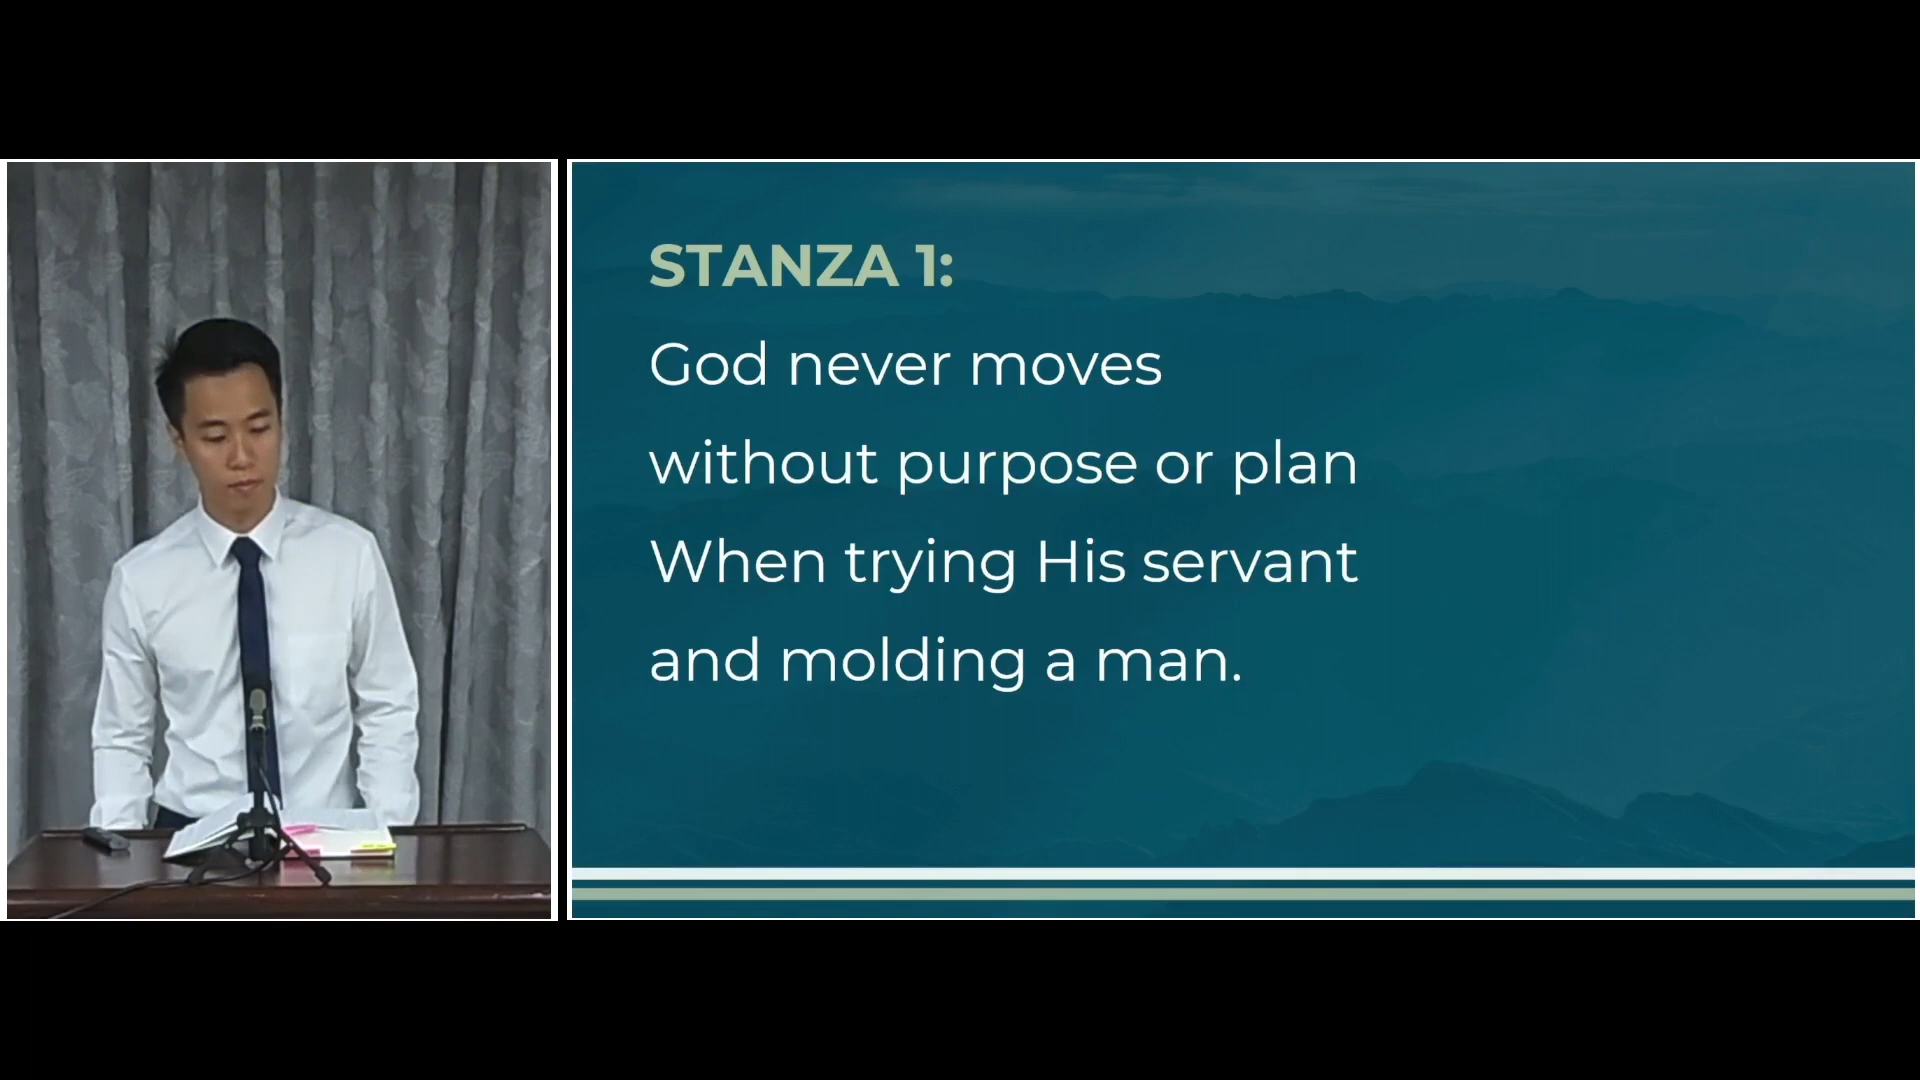 STANZA 1:
God never moves
without purpose or plan
When trying His servant
and molding a man.